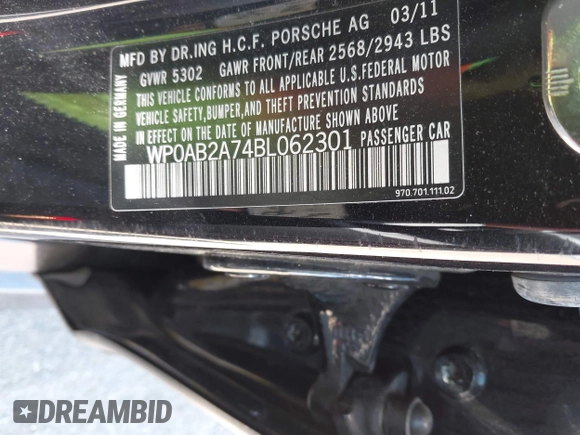 MFD BY DR.ING H.C.F. PORSCHE AG 03/11
GVWR 5302 GAWR FRONT/REAR 2568/2943 LBS
THIS VEHICLE CONFORMS TO ALL APPLICABLE U.S.FEDERAL MOTOR
VEHICLE SAFETY,BUMPER,AND THEFT PREVENTION STANDARDS
IN EFFECT ON THE DATE OF MANUFACTURE SHOWN ABOVE
WP0AB2A74BL062301 PASSENGER CAR
MADE IN GERMANY
970.701.111.02
DREAMBID